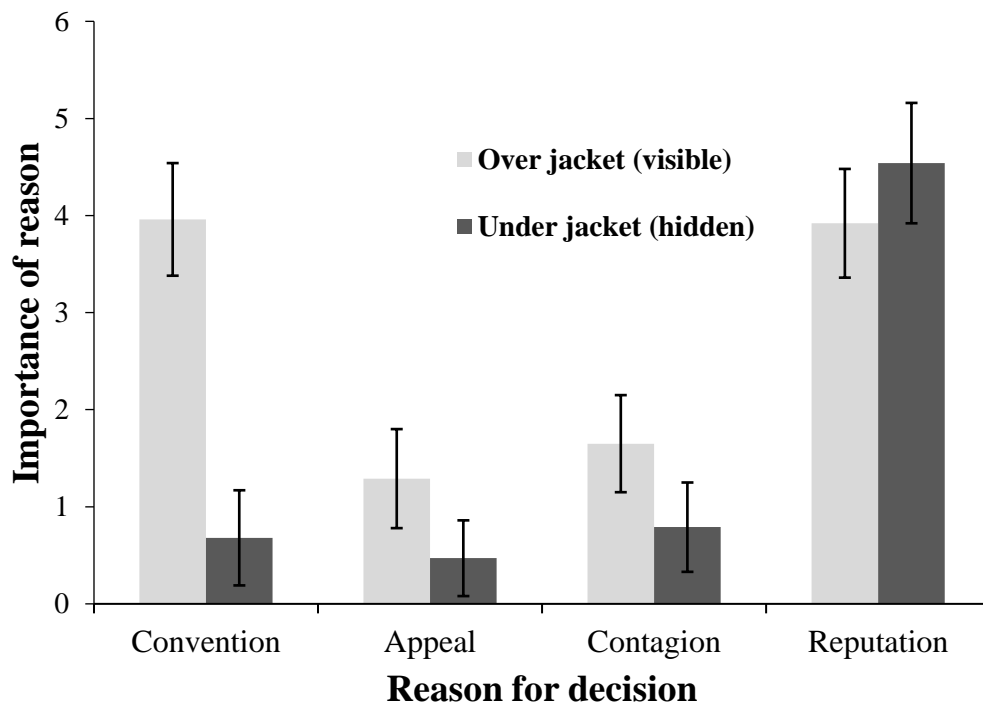 6
5
4
3
2
1
0
Importance of reason
Over jacket (visible)
Under jacket (hidden)
Convention
Appeal
Contagion
Reputation
Reason for decision